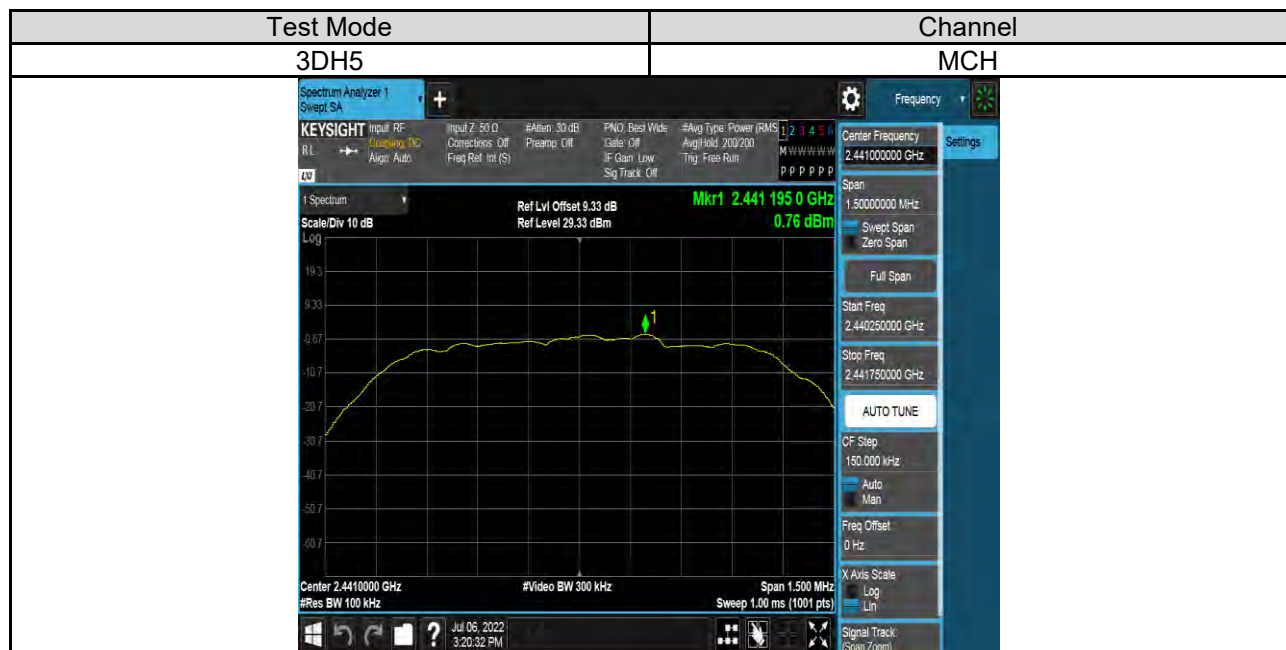 Test Mode Channel
3DH5 MCH
Spectrum Analyzer 1
Swept SA
Frequency
KEYSIGHT Input: RF Input Z: 50 Ω #Atten: 30 dB PNO: Best Wide #Avg Type: Power (RMS 1 2 3 4 5 6
RL Coupling: DC Corrections: Off Preamp: Off Gate: Off Avg|Hold: 200/200 M W W W W W
Align: Auto Freq Ref: Int (S) IF Gain: Low Trig: Free Run
Sig Track: Off P P P P P P
LXI
1 Spectrum
Scale/Div 10 dB
Ref Lvl Offset 9.33 dB
Ref Level 29.33 dBm
Mkr1 2.441 195 0 GHz
0.76 dBm
Log
19.3
9.33
1
-0.67
-10.7
-20.7
-30.7
-40.7
-50.7
-60.7
Center 2.4410000 GHz #Video BW 300 kHz Span 1.500 MHz
#Res BW 100 kHz Sweep 1.00 ms (1001 pts)
? Jul 06, 2022
3:20:32 PM
Center Frequency
2.441000000 GHz
Settings
Span
1.50000000 MHz
Swept Span
Zero Span
Full Span
Start Freq
2.440250000 GHz
Stop Freq
2.441750000 GHz
AUTO TUNE
CF Step
150.000 kHz
Auto
Man
Freq Offset
0 Hz
X Axis Scale
Log
Lin
Signal Track
(Span Zoom)